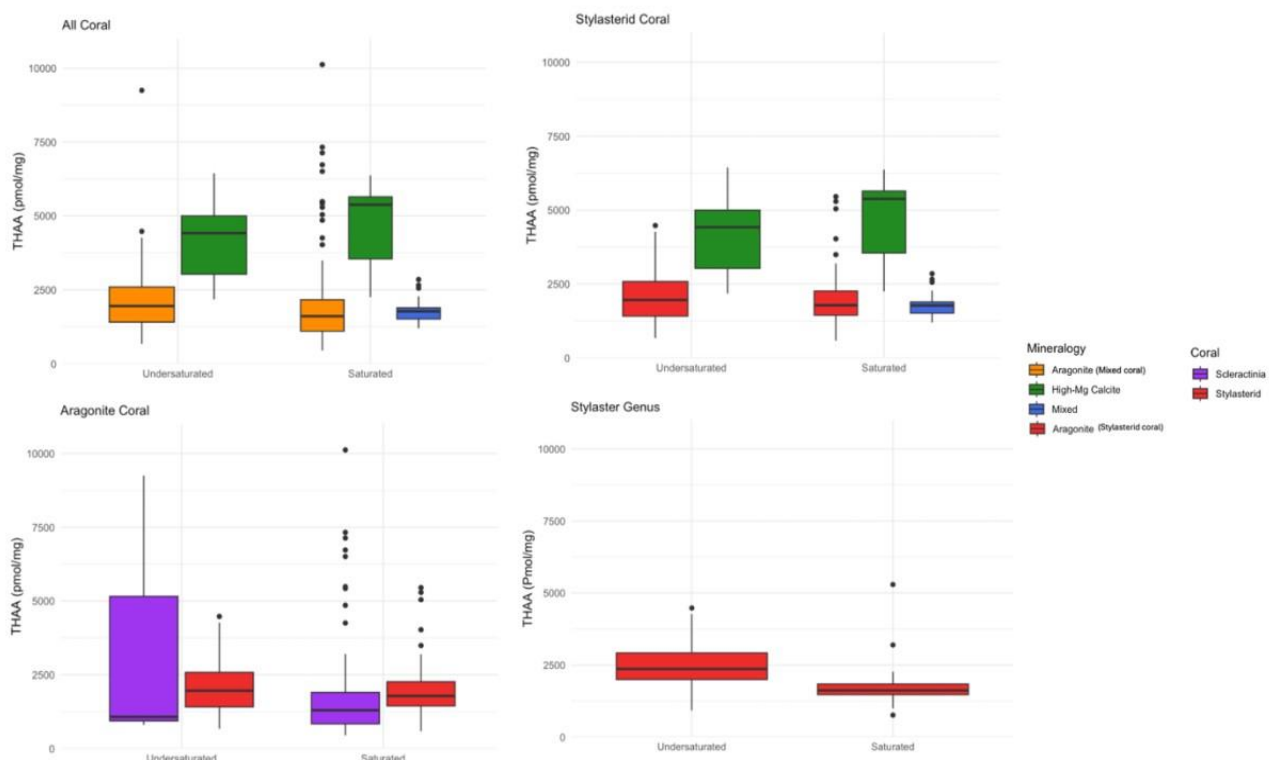 All Coral
THAA (pmol/mg)
10000
7500
5000
2500
0
Undersaturated
Saturated
Stylasterid Coral
THAA (pmol/mg)
10000
7500
5000
2500
0
Undersaturated
Saturated
Aragonite Coral
THAA (pmol/mg)
10000
7500
5000
2500
0
Undersaturated
Saturated
Stylaster Genus
THAA (Pmol/mg)
10000
7500
5000
2500
0
Undersaturated
Saturated
Mineralogy
Aragonite (Mixed coral)
High-Mg Calcite
Mixed
Aragonite (Stylasterid coral)
Coral
Scleractinia
Stylasterid